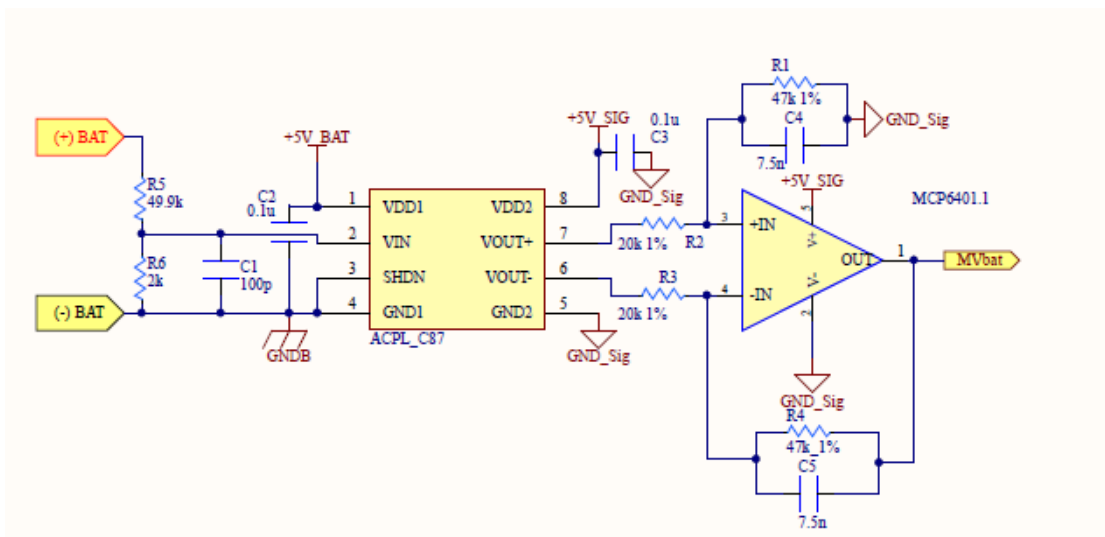 R1
47k 1%
C4
7.5n
GND_Sig
+5V_SIG
0.1u
C3
GND_Sig
(+) BAT
+5V_BAT
R5
49.9k
C2
0.1u
1
VDD1
VDD2
8
2
VIN
VOUT+
7
20k 1%
R2
3
+IN
+5V_SIG
5
V+
MCP6401.1
R6
2k
C1
100p
3
SHDN
VOUT-
6
R3
20k 1%
4
-IN
OUT
1
MVbat
V-
2
(-) BAT
4
GND1
GND2
5
ACPL_C87
GNDB
GND_Sig
GND_Sig
R4
47k_1%
C5
7.5n